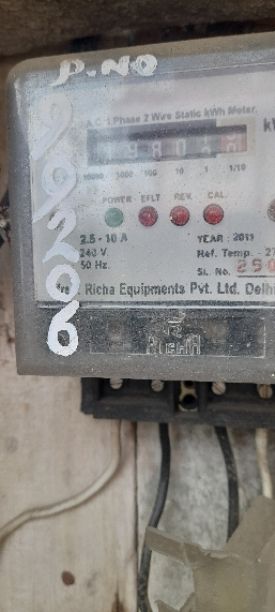 P.NO
99206
A.C. 1 Phase 2 Wire Static kWh Meter.
10000 1000 100 10 1 1/10
POWER EFLT REV. CAL.
2.5 - 10 A
240 V
50 Hz.
YEAR : 2011
Ref. Temp. - 27
SL. No. 290
Richa Equipments Pvt. Ltd. Delhi
RICHA